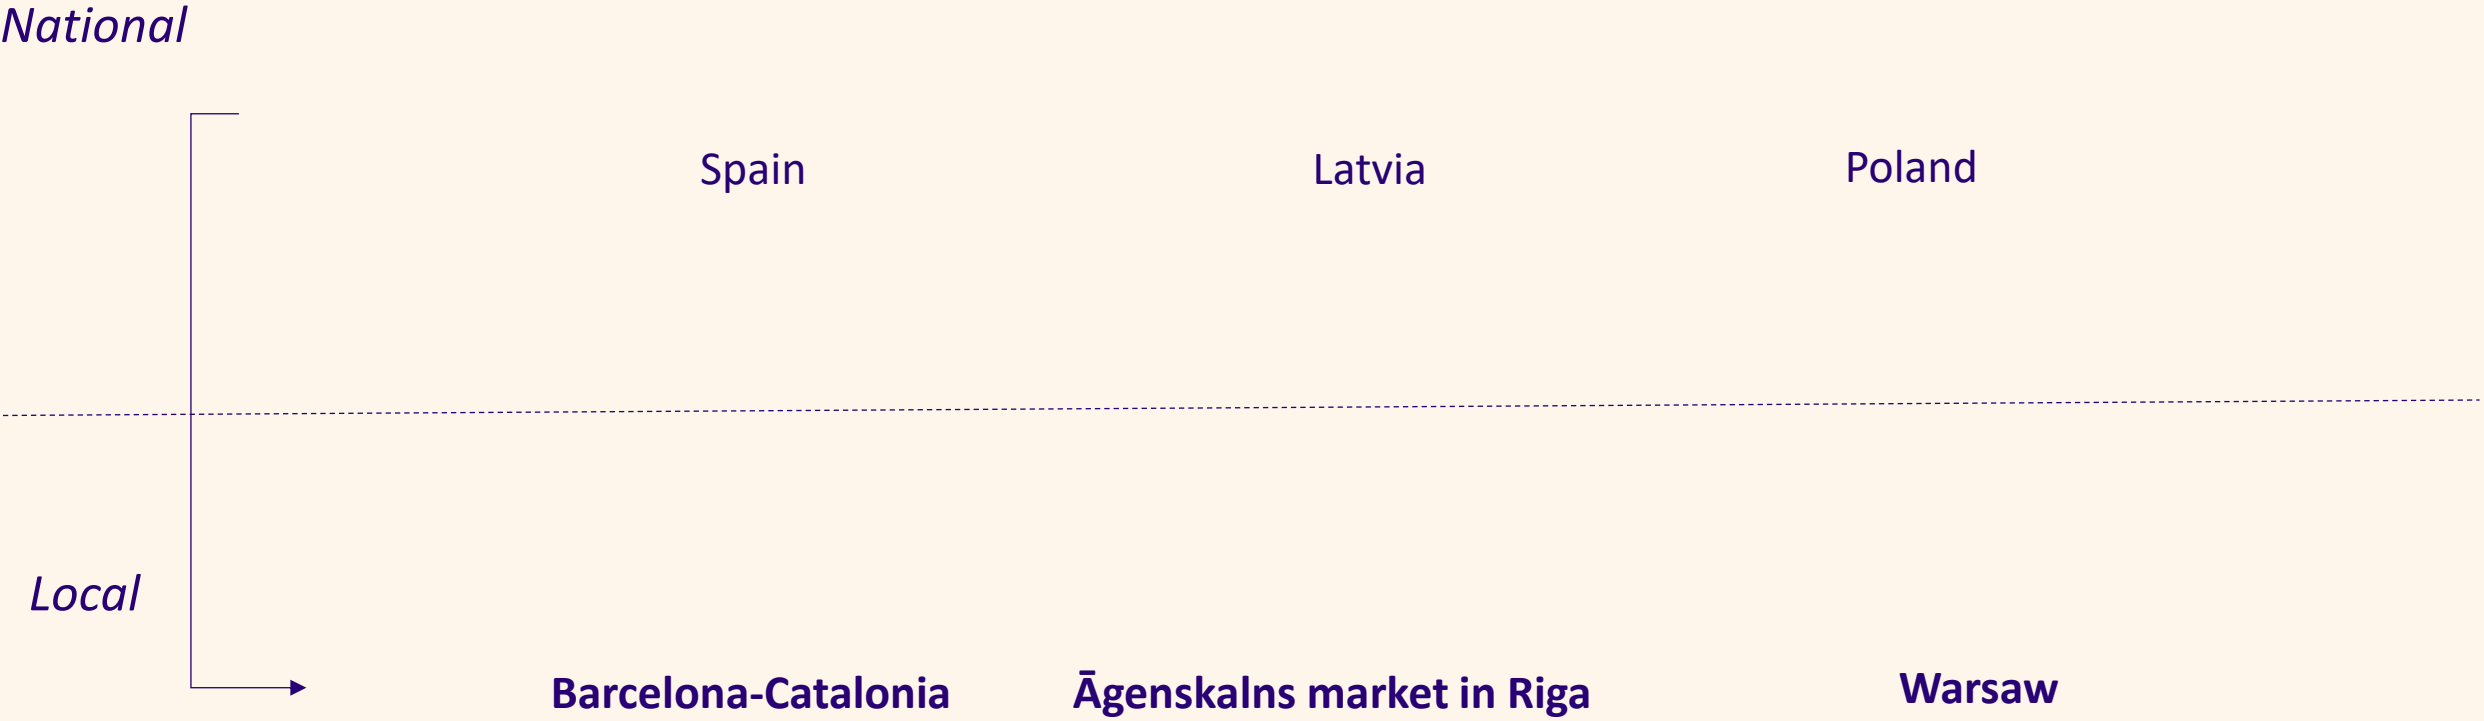 National
Spain
Latvia
Poland
Local
Barcelona-Catalonia
Āgenskalns market in Riga
Warsaw